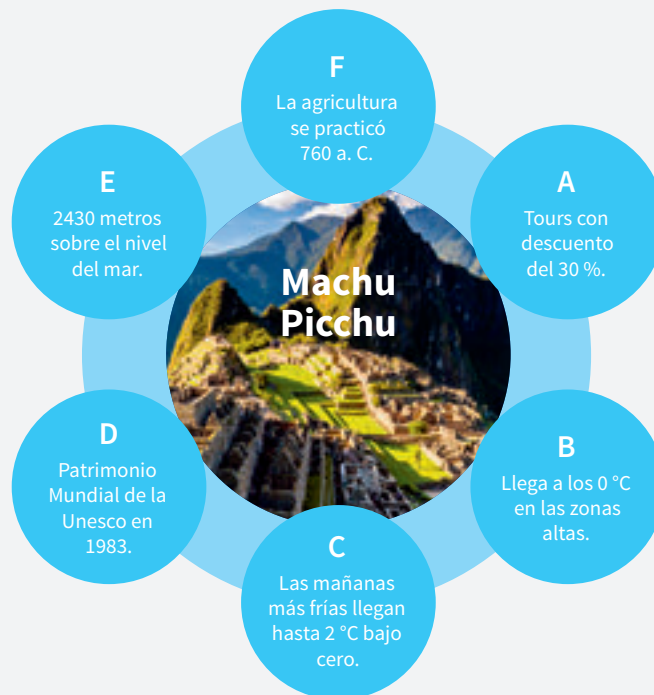 F
La agricultura
se practicó
760 a. C.
E
2430 metros
sobre el nivel
del mar.
A
Tours con
descuento
del 30 %.
Machu
Picchu
D
Patrimonio
Mundial de la
Unesco en
1983.
B
Llega a los 0 °C
en las zonas
altas.
C
Las mañanas
más frías llegan
hasta 2 °C bajo
cero.